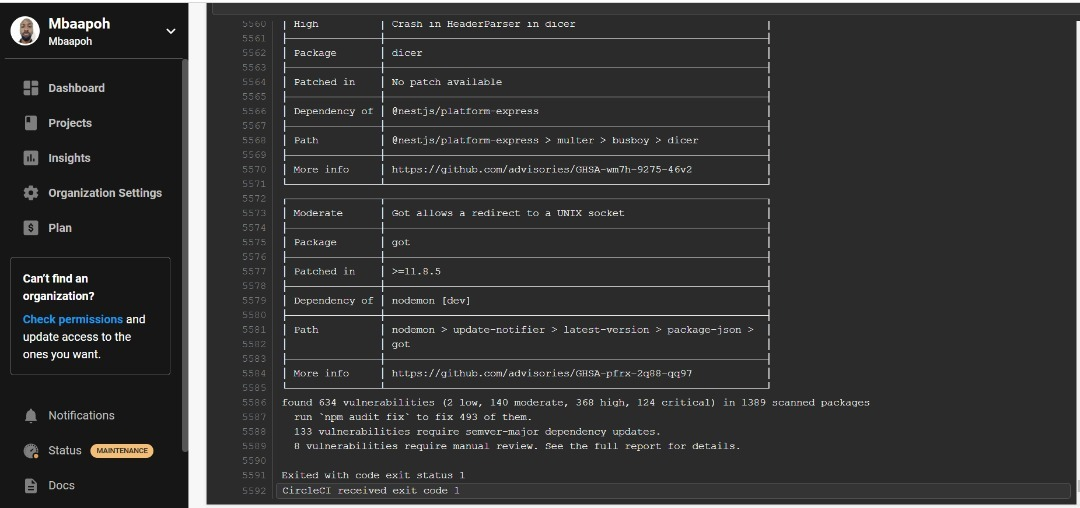 Mbaapoh
Mbaapoh
Dashboard
Projects
Insights
Organization Settings
Plan
Can't find an
organization?
Check permissions and
update access to the
ones you want.
Notifications
Status MAINTENANCE
Docs
5560 High Crash in HeaderParser in dicer
5561
5562 Package dicer
5563
5564 Patched in No patch available
5565
5566 Dependency of @nestjs/platform-express
5567
5568 Path @nestjs/platform-express > multer > busboy > dicer
5569
5570 More info https://github.com/advisories/GHSA-wm7h-9275-46v2
5571
5572
5573 Moderate Got allows a redirect to a UNIX socket
5574
5575 Package got
5576
5577 Patched in >=11.8.5
5578
5579 Dependency of nodemon [dev]
5580
5581 Path nodemon > update-notifier > latest-version > package-json >
5582 got
5583
5584 More info https://github.com/advisories/GHSA-pfrx-2q88-qq97
5585
5586 found 634 vulnerabilities (2 low, 140 moderate, 368 high, 124 critical) in 1389 scanned packages
5587 run `npm audit fix` to fix 493 of them.
5588 133 vulnerabilities require semver-major dependency updates.
5589 8 vulnerabilities require manual review. See the full report for details.
5590
5591 Exited with code exit status 1
5592 CircleCI received exit code 1